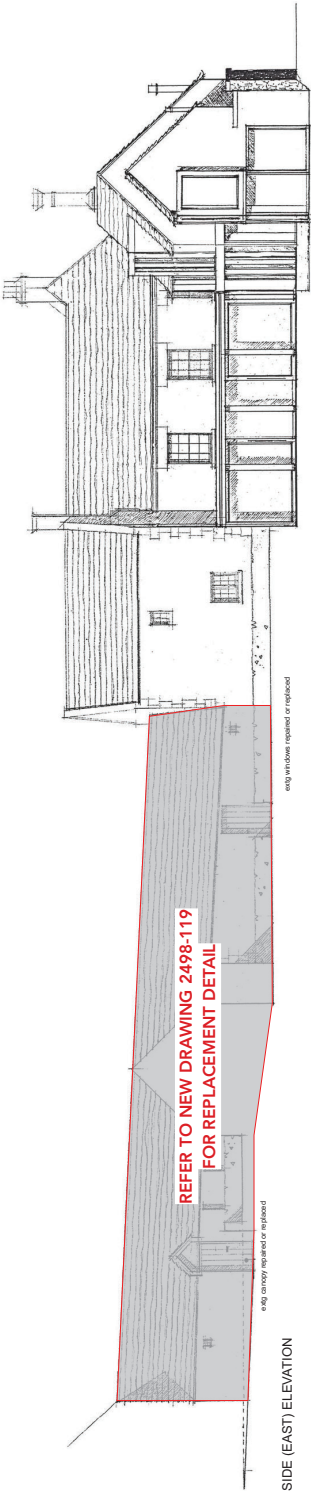 REFER TO NEW DRAWING 2498-119
FOR REPLACEMENT DETAIL
extg windows repaired or replaced
extg canopy repaired or replaced
SIDE (EAST) ELEVATION